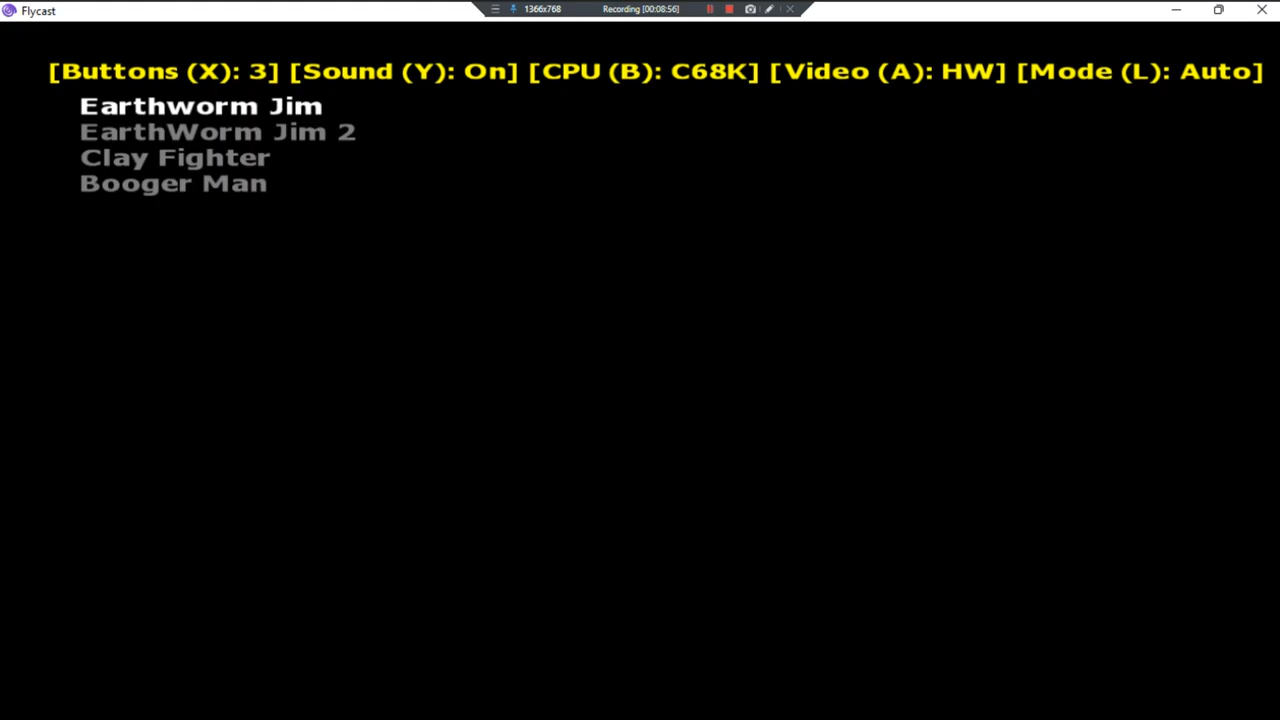 Flycast
1366x768
Recording [00:08:56]
[Buttons (X): 3] [Sound (Y): On] [CPU (B): C68K] [Video (A): HW] [Mode (L): Auto]
Earthworm Jim
EarthWorm Jim 2
Clay Fighter
Booger Man